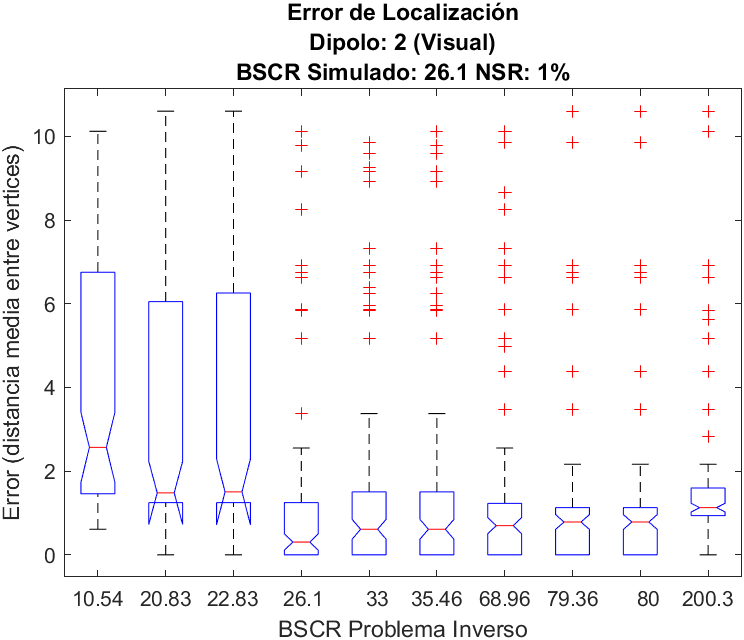 Error de Localización
Dipolo: 2 (Visual)
BSCR Simulado: 26.1 NSR: 1%
Error (distancia media entre vertices)
10
8
6
4
2
0
10.54 20.83 22.83 26.1 33 35.46 68.96 79.36 80 200.3
BSCR Problema Inverso